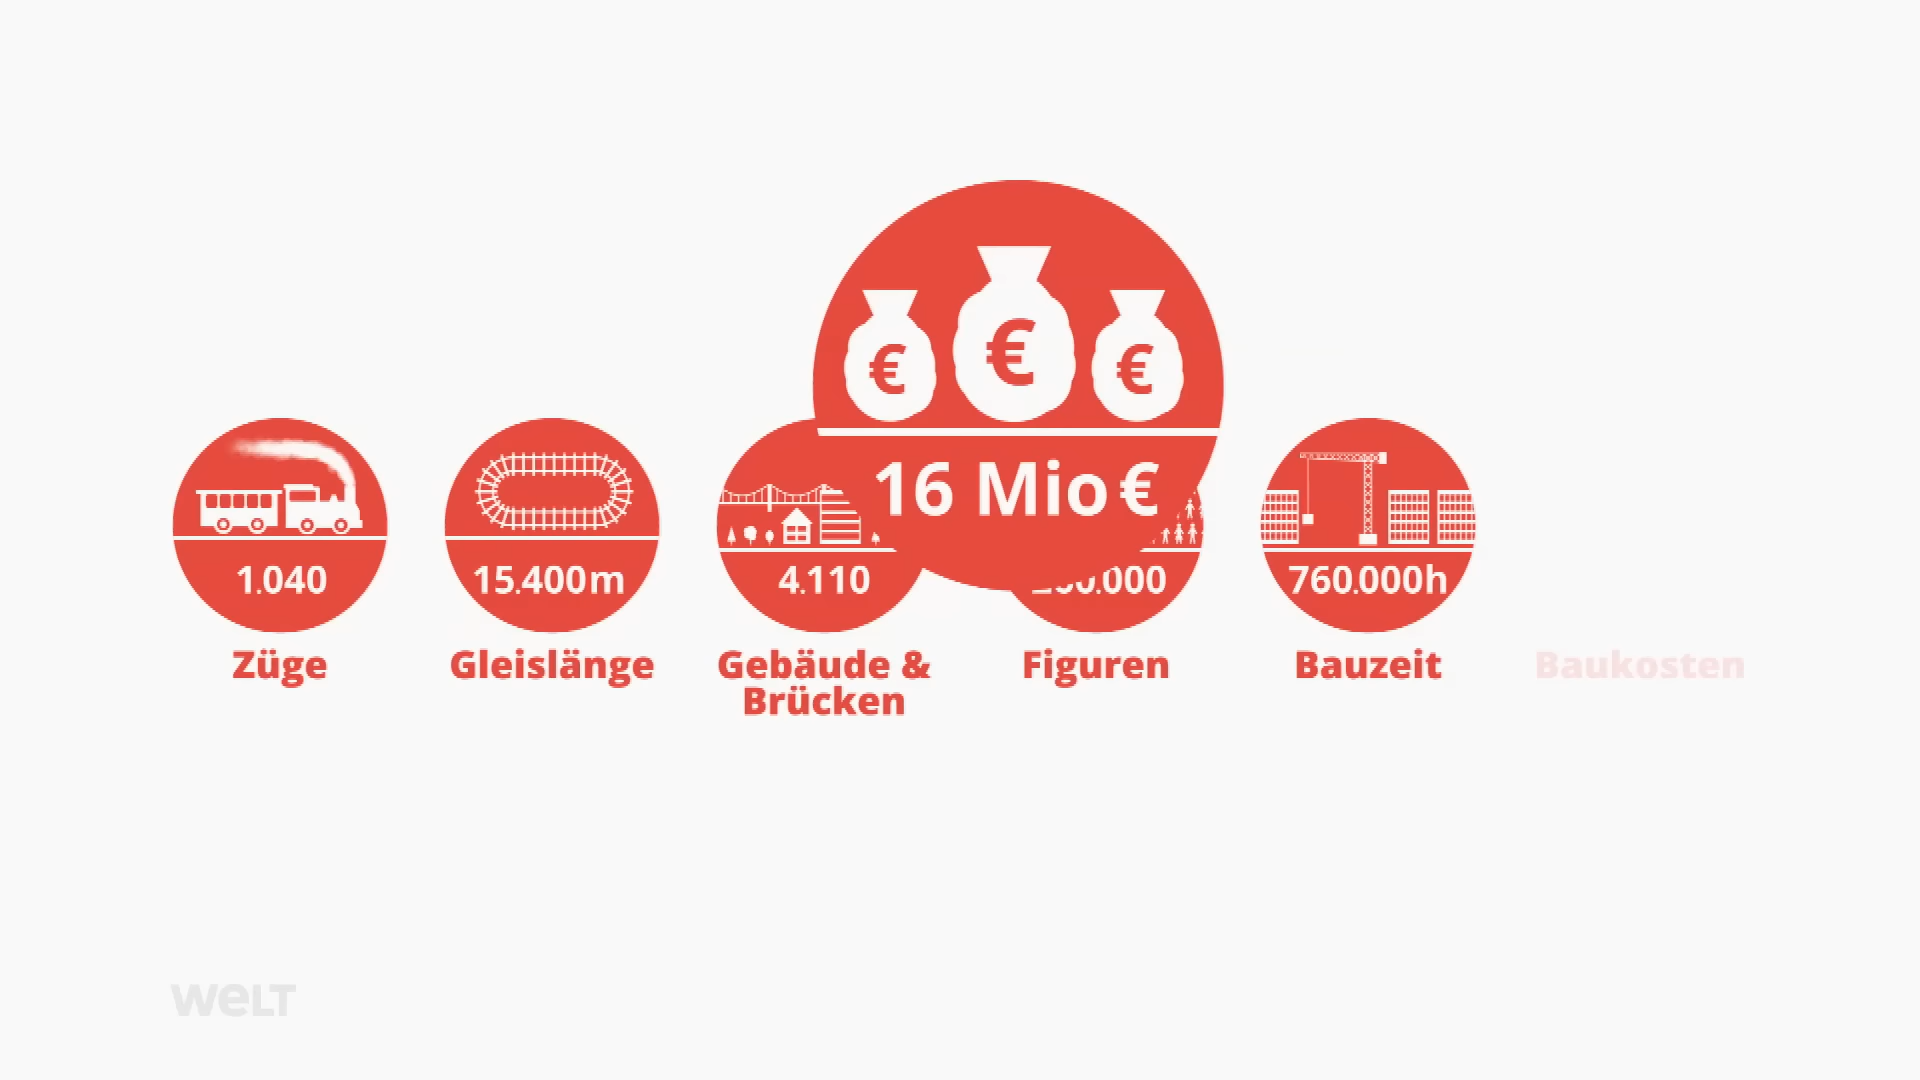 € € €
16 Mio €
1.040
15.400m
4.110
760.000h
Züge
Gleislänge
Gebäude &
Brücken
Figuren
Bauzeit
Baukosten
WELT